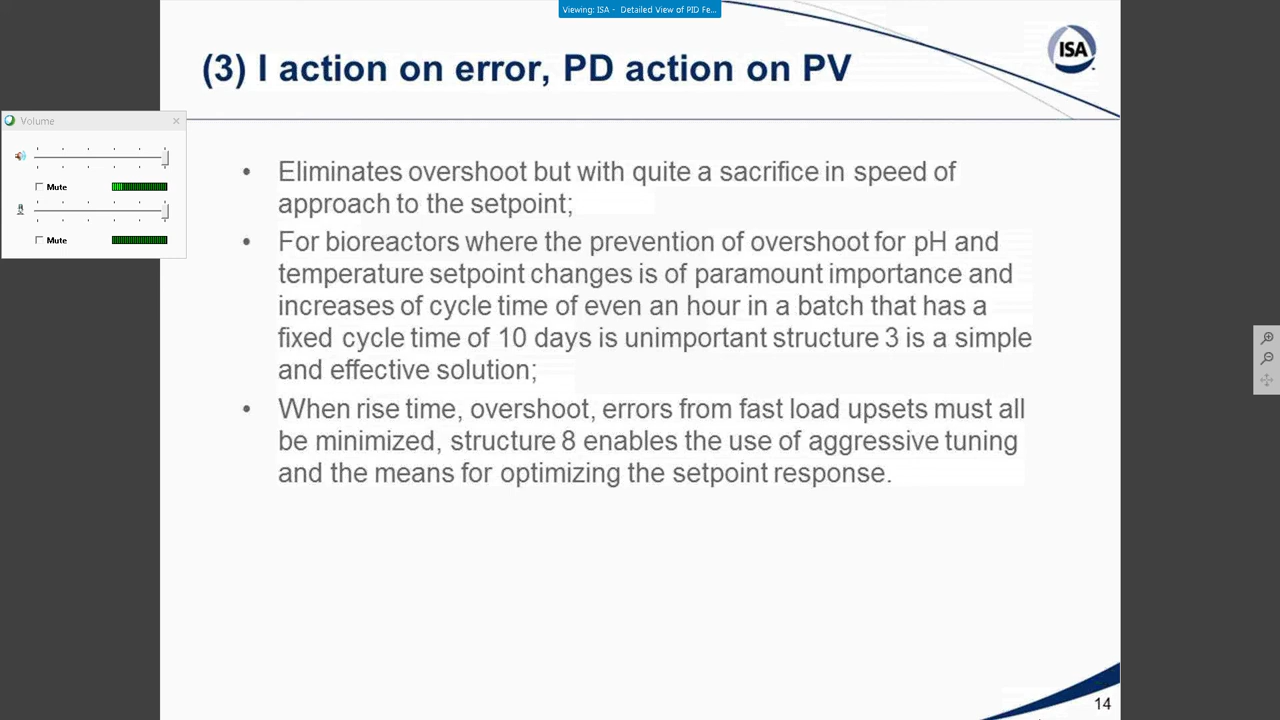 Viewing: ISA - Detailed View of PID Fe...
(3) I action on error, PD action on PV
ISA
Volume
Mute
Mute
• Eliminates overshoot but with quite a sacrifice in speed of
approach to the setpoint;
• For bioreactors where the prevention of overshoot for pH and
temperature setpoint changes is of paramount importance and
increases of cycle time of even an hour in a batch that has a
fixed cycle time of 10 days is unimportant structure 3 is a simple
and effective solution;
• When rise time, overshoot, errors from fast load upsets must all
be minimized, structure 8 enables the use of aggressive tuning
and the means for optimizing the setpoint response.
14